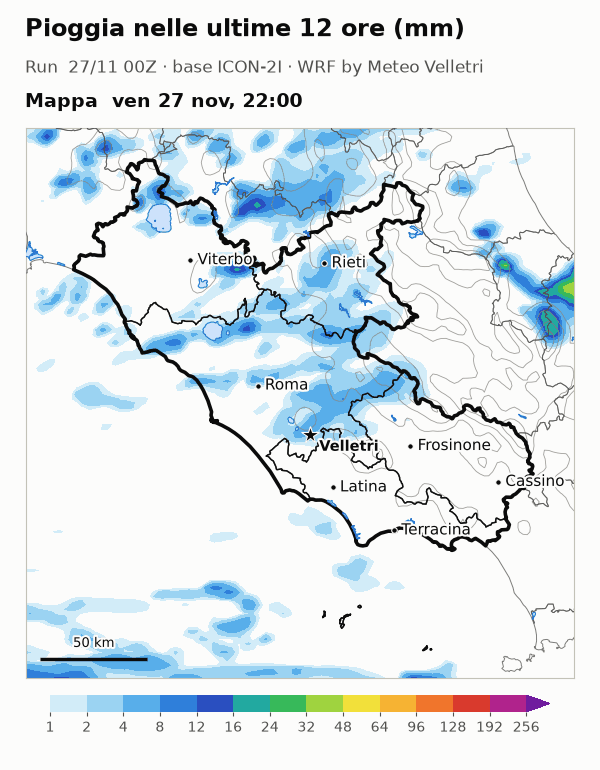 Pioggia nelle ultime 12 ore (mm)
Run 27/11 00Z · base ICON-2I · WRF by Meteo Velletri
Mappa ven 27 nov, 22:00
Viterbo
Rieti
Roma
Velletri
Frosinone
Cassino
Latina
Terracina
50 km
1 2 4 8 12 16 24 32 48 64 96 128 192 256